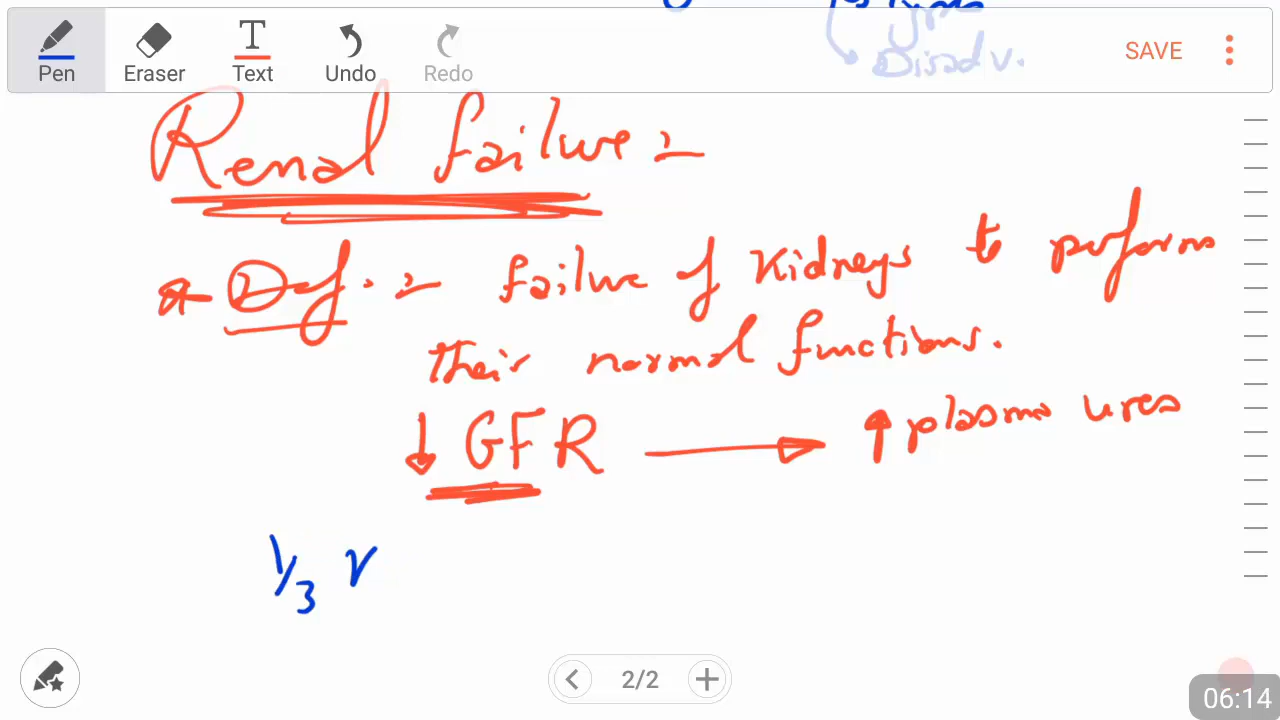 Disadv.
Pen Eraser Text Undo Redo SAVE
Renal failure :-
* Def. :- failure of kidneys to perform
their normal functions.
↓ GFR → ↑ plasma urea
1/3 r
2/2
06:14